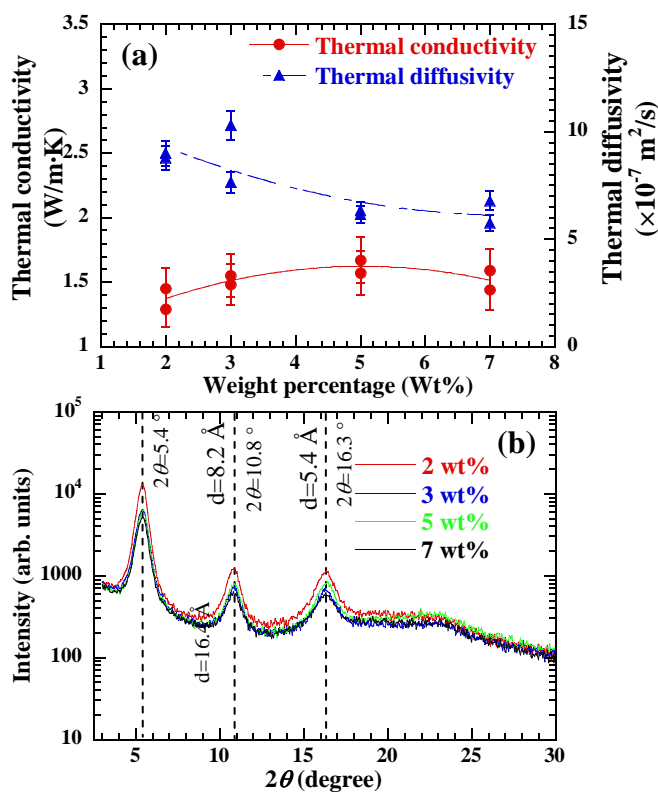 3.5
3
2.5
2
1.5
1
Thermal conductivity
(W/m·K)
(a)
Thermal conductivity
Thermal diffusivity
15
10
5
0
Thermal diffusivity
(×10⁻⁷ m²/s)
1 2 3 4 5 6 7 8
Weight percentage (Wt%)
10⁵
10⁴
1000
100
10
Intensity (arb. units)
2θ=5.4 °
d=16.4 Å
d=8.2 Å
2θ=10.8 °
d=5.4 Å
2θ=16.3 °
(b)
2 wt%
3 wt%
5 wt%
7 wt%
5 10 15 20 25 30
2θ (degree)